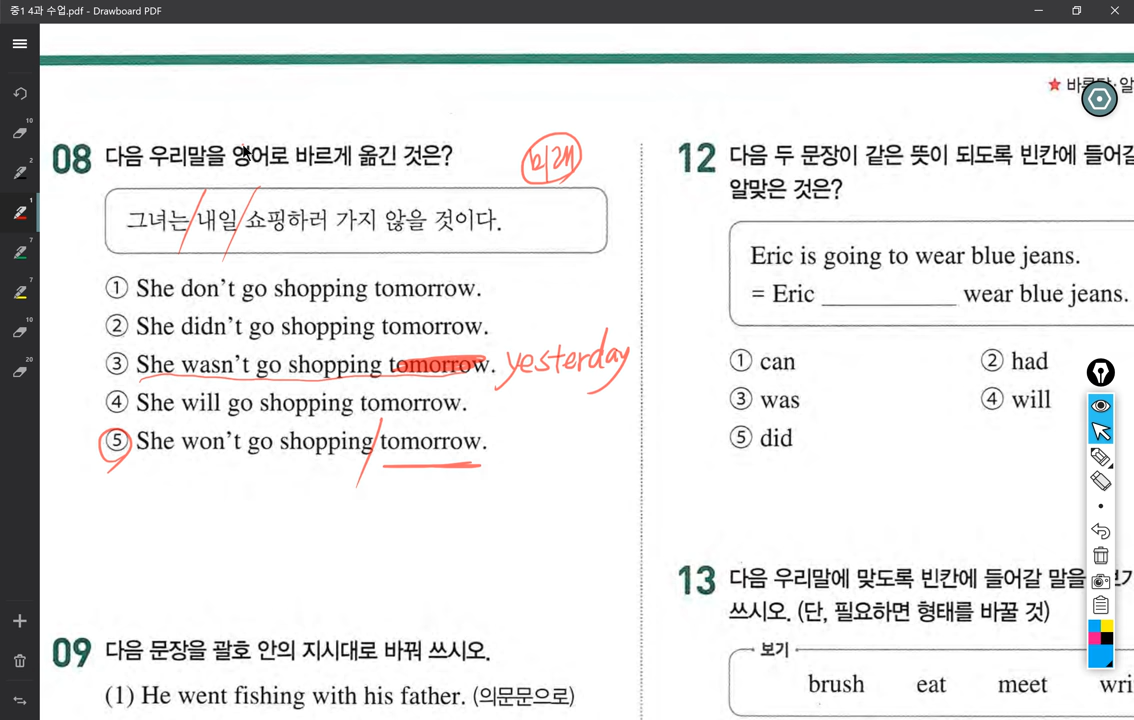 중1 4과 수업.pdf - Drawboard PDF
08 다음 우리말을 영어로 바르게 옮긴 것은?
미래
그녀는 내일 쇼핑하러 가지 않을 것이다.
① She don't go shopping tomorrow.
② She didn't go shopping tomorrow.
③ She wasn't go shopping tomorrow. yesterday
④ She will go shopping tomorrow.
⑤ She won't go shopping tomorrow.
09 다음 문장을 괄호 안의 지시대로 바꿔 쓰시오.
(1) He went fishing with his father. (의문문으로)
12 다음 두 문장이 같은 뜻이 되도록 빈칸에 들어갈
알맞은 것은?
Eric is going to wear blue jeans.
= Eric ____________ wear blue jeans.
① can ② had
③ was ④ will
⑤ did
13 다음 우리말에 맞도록 빈칸에 들어갈 말을
쓰시오. (단, 필요하면 형태를 바꿀 것)
보기
brush eat meet wri
10
2
1
7
7
10
20